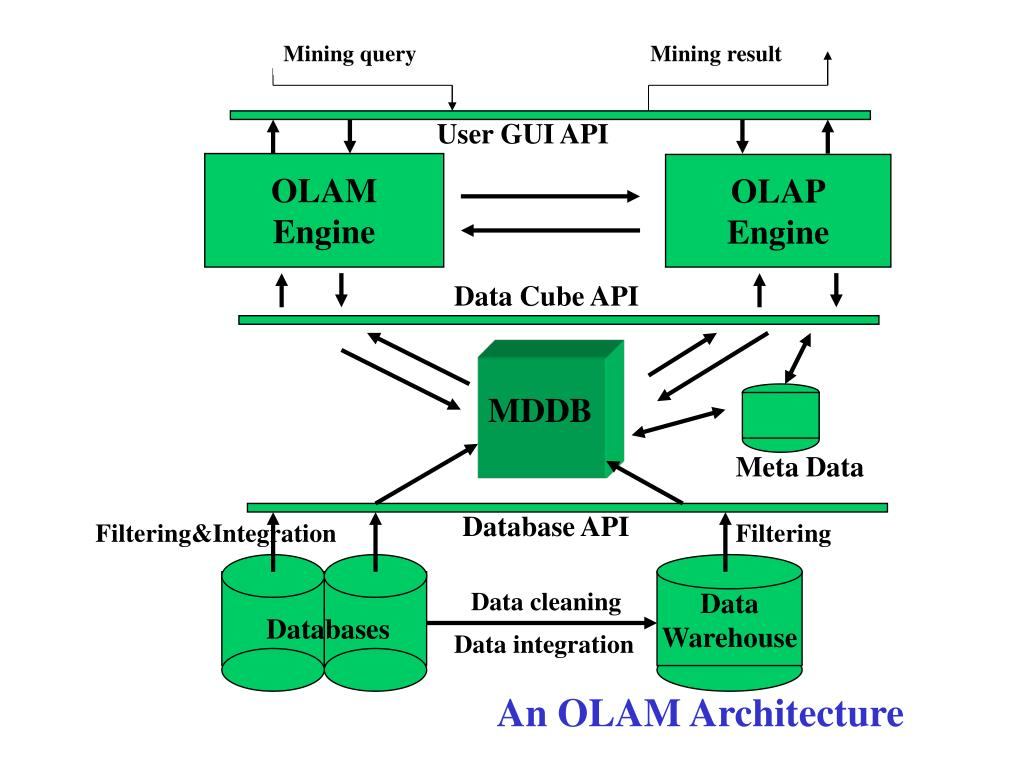 Mining query
Mining result
User GUI API
OLAM
Engine
OLAP
Engine
Data Cube API
MDDB
Meta Data
Filtering&Integration
Database API
Filtering
Databases
Data cleaning
Data integration
Data
Warehouse
An OLAM Architecture